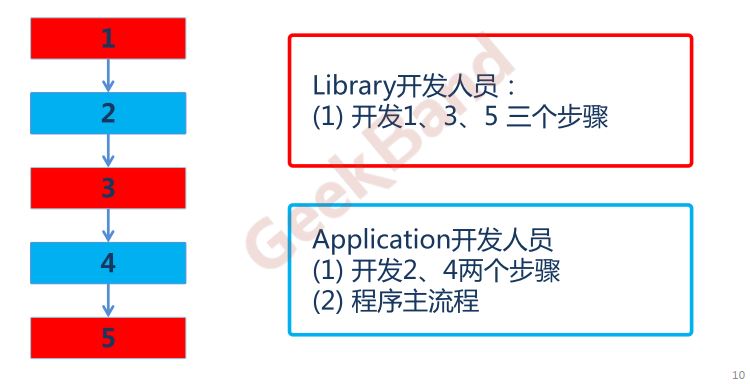 1
2
3
4
5
Library开发人员：
(1) 开发1、3、5 三个步骤
Application开发人员
(1) 开发2、4两个步骤
(2) 程序主流程
GeekBand
10